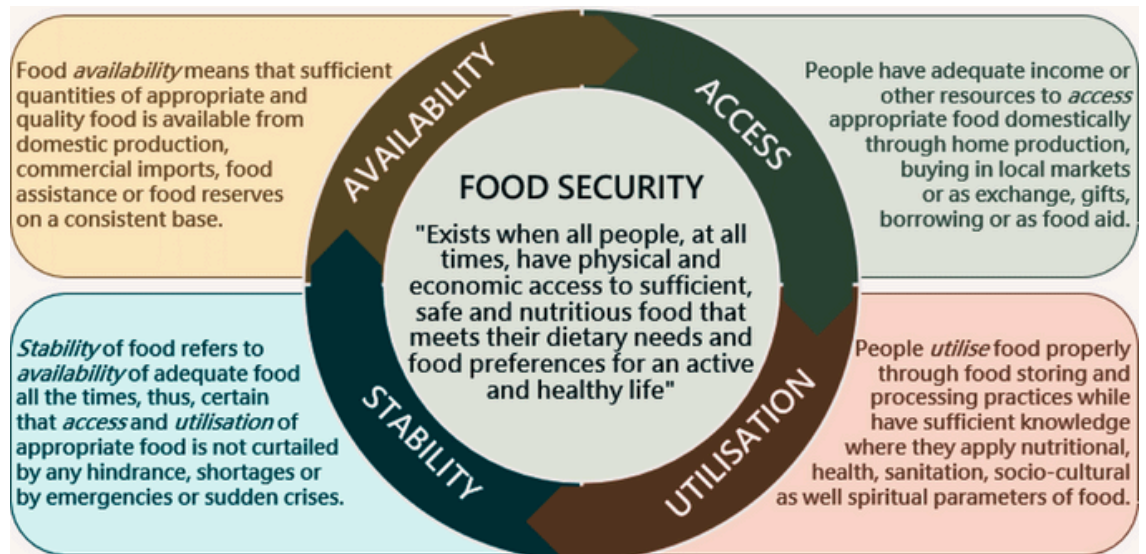 Food availability means that sufficient
quantities of appropriate and
quality food is available from
domestic production,
commercial imports, food
assistance or food reserves
on a consistent base.
AVAILABILITY
ACCESS
People have adequate income or
other resources to access
appropriate food domestically
through home production,
buying in local markets
or as exchange, gifts,
borrowing or as food aid.
FOOD SECURITY
"Exists when all people, at all
times, have physical and
economic access to sufficient,
safe and nutritious food that
meets their dietary needs and
food preferences for an active
and healthy life"
Stability of food refers to
availability of adequate food
all the times, thus, certain
that access and utilisation of
appropriate food is not curtailed
by any hindrance, shortages or
by emergencies or sudden crises.
STABILITY
UTILISATION
People utilise food properly
through food storing and
processing practices while
have sufficient knowledge
where they apply nutritional,
health, sanitation, socio-cultural
as well spiritual parameters of food.